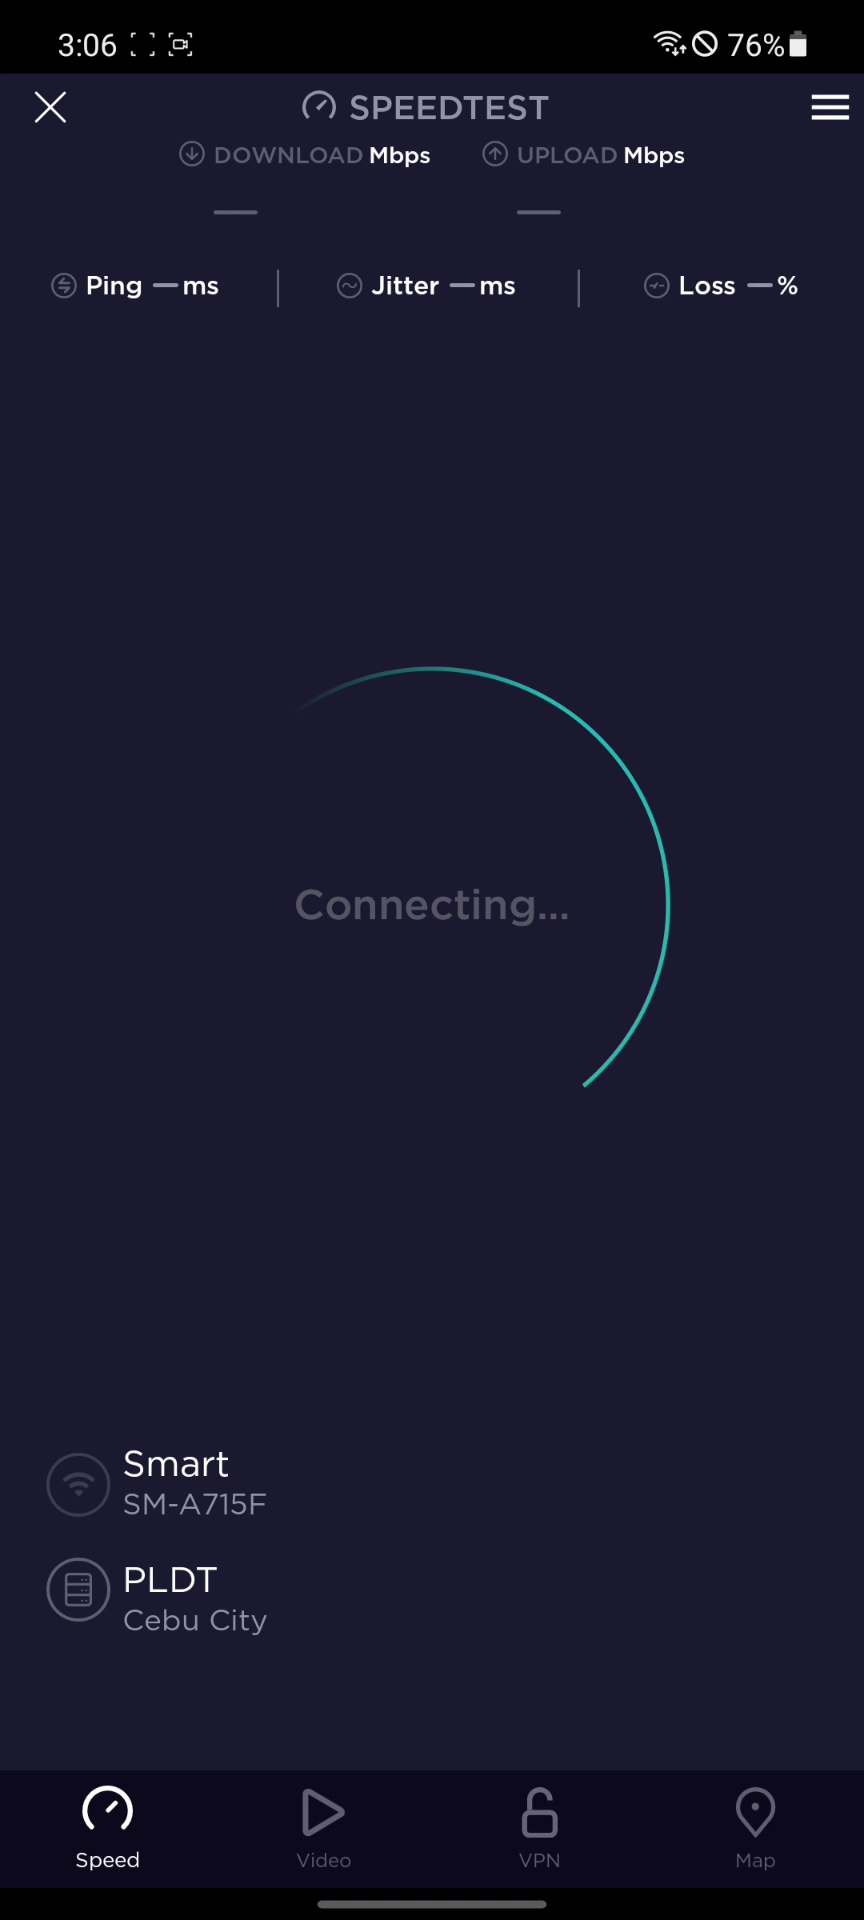 3:06 76%
SPEEDTEST
DOWNLOAD Mbps UPLOAD Mbps
— —
Ping — ms Jitter — ms Loss — %
Connecting...
Smart
SM-A715F
PLDT
Cebu City
Speed Video VPN Map